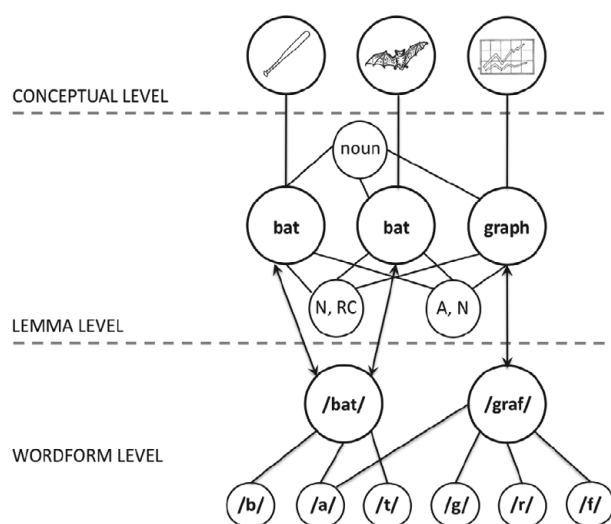 CONCEPTUAL LEVEL
noun
bat
bat
graph
N, RC
A, N
LEMMA LEVEL
/bat/
/graf/
WORDFORM LEVEL
/b/
/a/
/t/
/g/
/r/
/f/